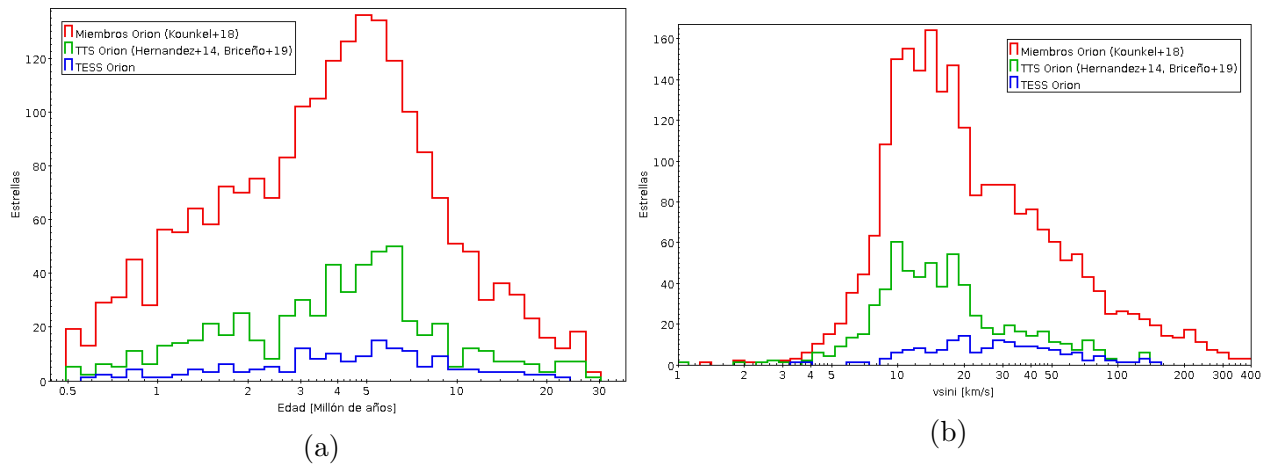 Miembros Orion (Kounkel+18)
TTS Orion (Hernandez+14, Briceño+19)
TESS Orion
Estrellas
120
100
80
60
40
20
0
0.5 1 2 3 4 5 10 20 30
Edad [Millón de años]
(a)
Miembros Orion (Kounkel+18)
TTS Orion (Hernandez+14, Briceño+19)
TESS Orion
Estrellas
160
140
120
100
80
60
40
20
0
1 2 3 4 5 10 20 30 40 50 100 200 300 400
vsini [km/s]
(b)